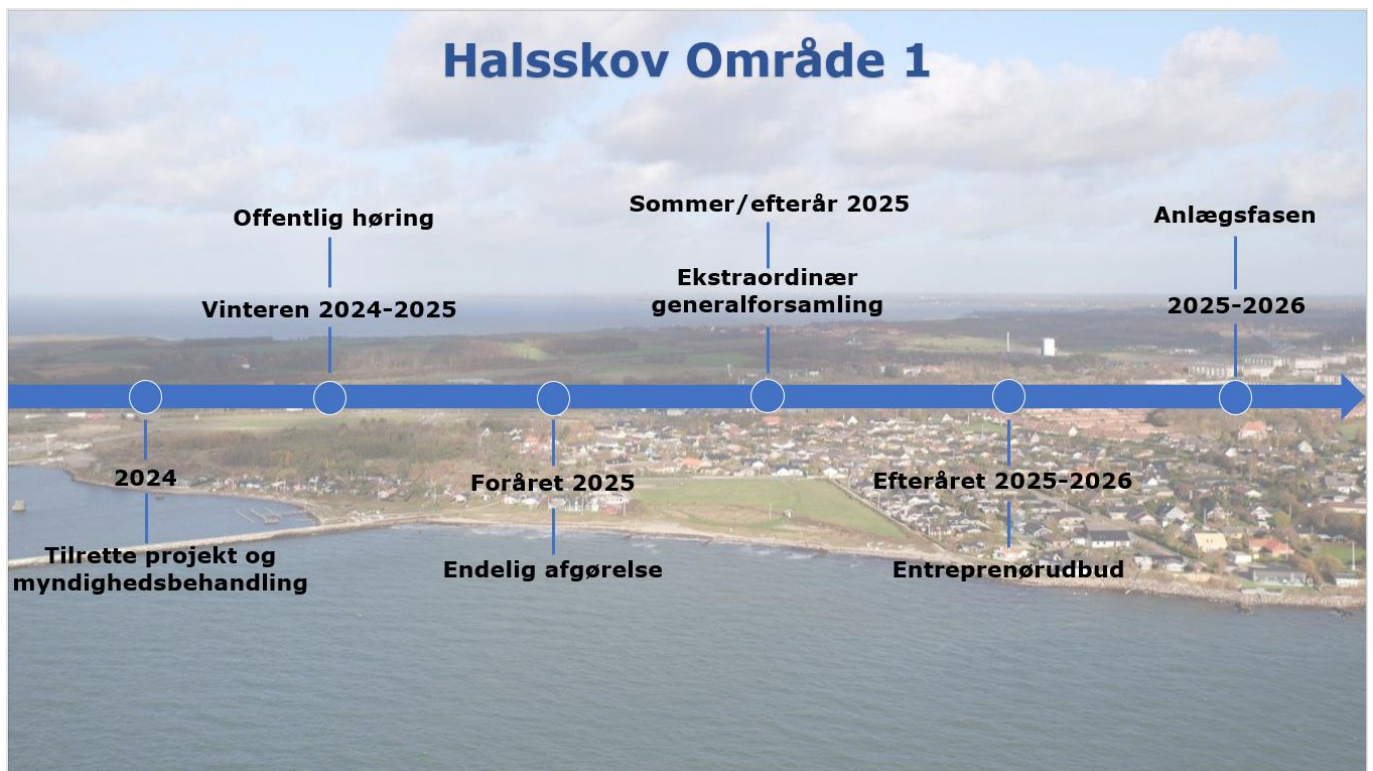 Halsskov Område 1
Offentlig høring
Vinteren 2024-2025
Sommer/efterår 2025
Ekstraordinær
generalforsamling
Anlægsfasen
2025-2026
2024
Tilrette projekt og
myndighedsbehandling
Foråret 2025
Endelig afgørelse
Efteråret 2025-2026
Entreprenørudbud